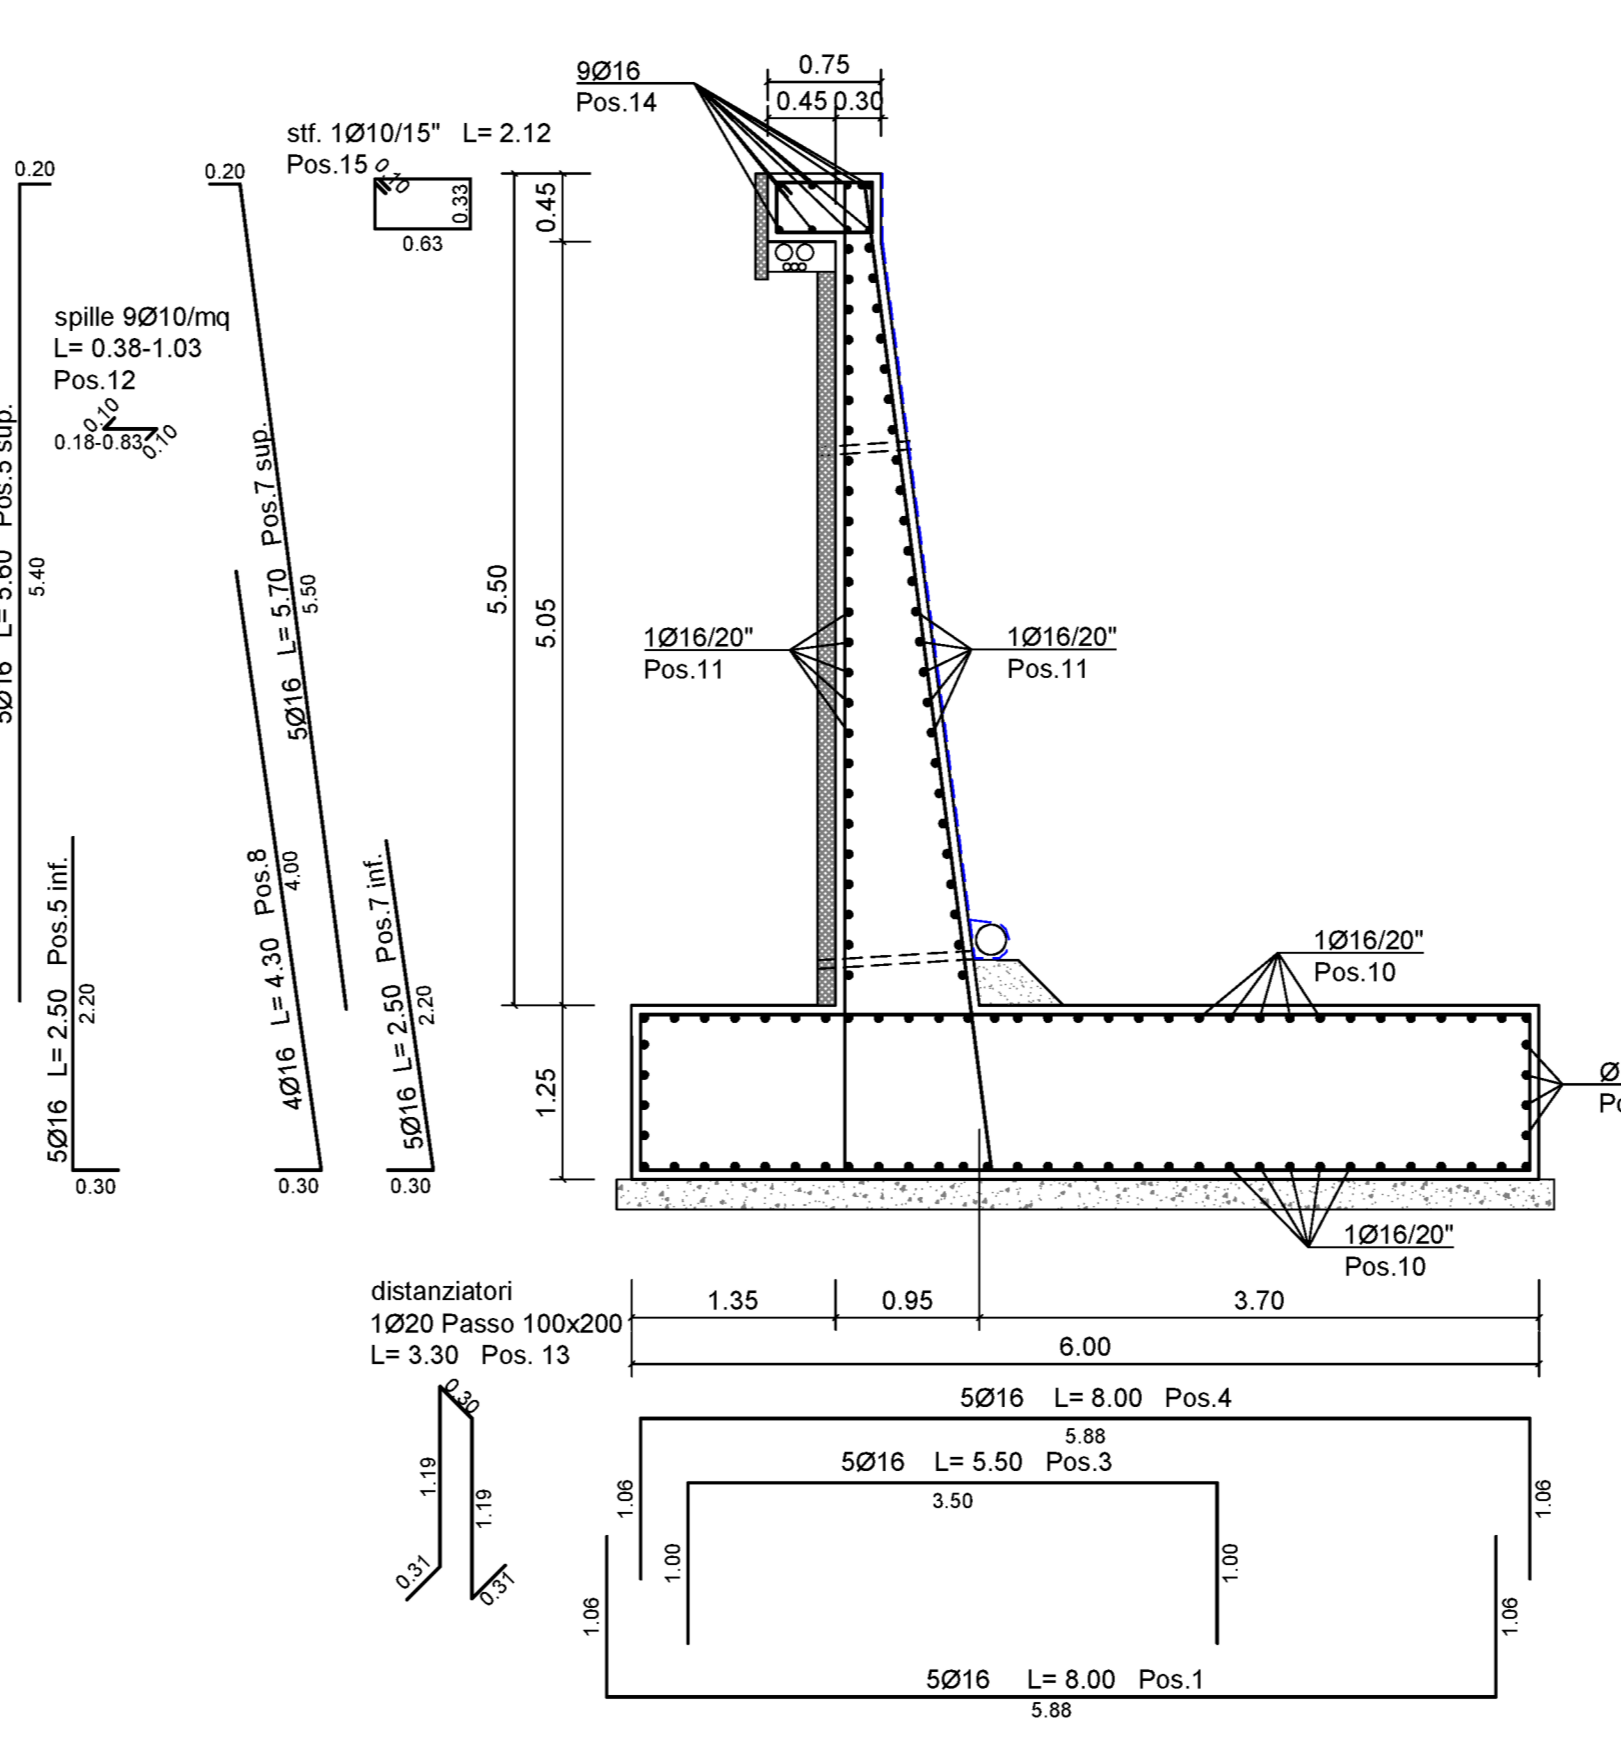 9Ø16
Pos.14
0.75
0.45 0.30
stf. 1Ø10/15" L= 2.12
Pos.15
0.10
0.33
0.63
0.20
0.20
0.45
spille 9Ø10/mq
L= 0.38-1.03
Pos.12
0.10
0.18-0.83
0.10
5Ø16 L= 5.60 Pos.5 sup.
5.40
5Ø16 L= 5.70 Pos.7 sup.
5.50
5.50
5.05
1Ø16/20"
Pos.11
1Ø16/20"
Pos.11
5Ø16 L= 2.50 Pos.5 inf.
2.20
0.30
4Ø16 L= 4.30 Pos.8
4.00
0.30
5Ø16 L= 2.50 Pos.7 inf.
2.20
0.30
1.25
1Ø16/20"
Pos.10
Ø
1Ø16/20"
Pos.10
distanziatori
1Ø20 Passo 100x200
L= 3.30 Pos. 13
0.30
1.19
1.19
0.31
0.31
1.35
0.95
3.70
6.00
5Ø16 L= 8.00 Pos.4
5.88
1.06
1.06
5Ø16 L= 5.50 Pos.3
3.50
1.00
1.00
1.06
1.06
5Ø16 L= 8.00 Pos.1
5.88